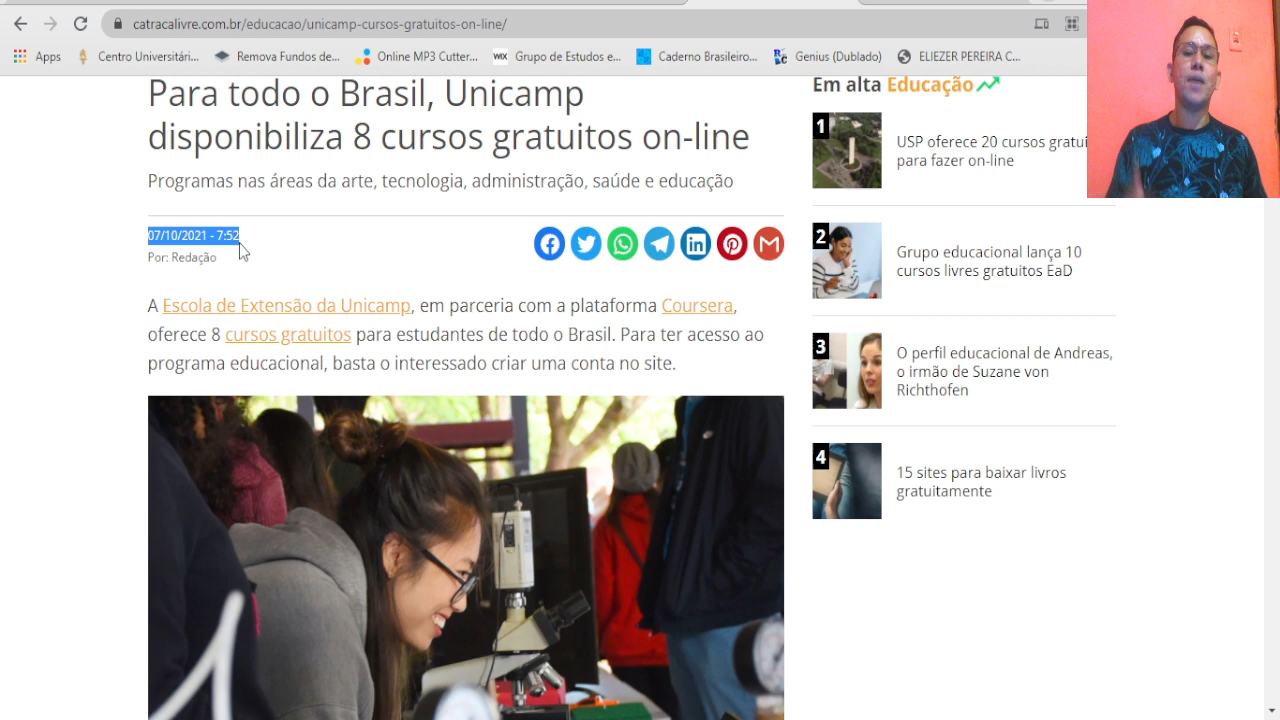 catracalivre.com.br/educacao/unicamp-cursos-gratuitos-on-line/
Apps
Centro Universitári...
Remova Fundos de...
Online MP3 Cutter...
WiX
Grupo de Estudos e...
Caderno Brasileiro...
Genius (Dublado)
ELIEZER PEREIRA C...
Para todo o Brasil, Unicamp
disponibiliza 8 cursos gratuitos on-line
Programas nas áreas da arte, tecnologia, administração, saúde e educação
07/10/2021 - 7:52
Por: Redação
A Escola de Extensão da Unicamp, em parceria com a plataforma Coursera,
oferece 8 cursos gratuitos para estudantes de todo o Brasil. Para ter acesso ao
programa educacional, basta o interessado criar uma conta no site.
Em alta Educação
1
USP oferece 20 cursos gratui
para fazer on-line
2
Grupo educacional lança 10
cursos livres gratuitos EaD
3
O perfil educacional de Andreas,
o irmão de Suzane von
Richthofen
4
15 sites para baixar livros
gratuitamente